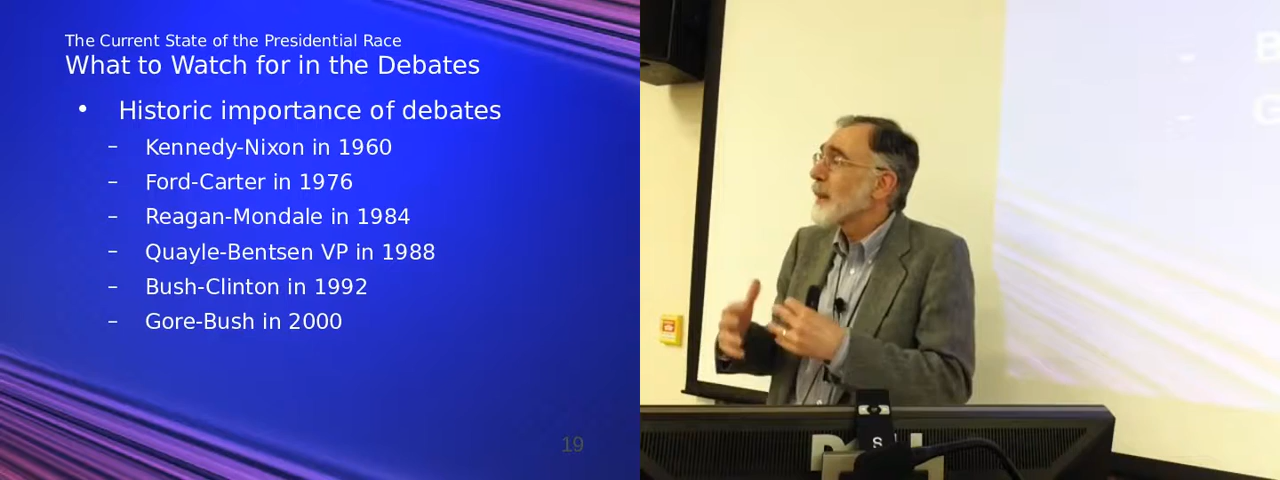 The Current State of the Presidential Race
What to Watch for in the Debates
• Historic importance of debates
– Kennedy-Nixon in 1960
– Ford-Carter in 1976
– Reagan-Mondale in 1984
– Quayle-Bentsen VP in 1988
– Bush-Clinton in 1992
– Gore-Bush in 2000
19
B
G